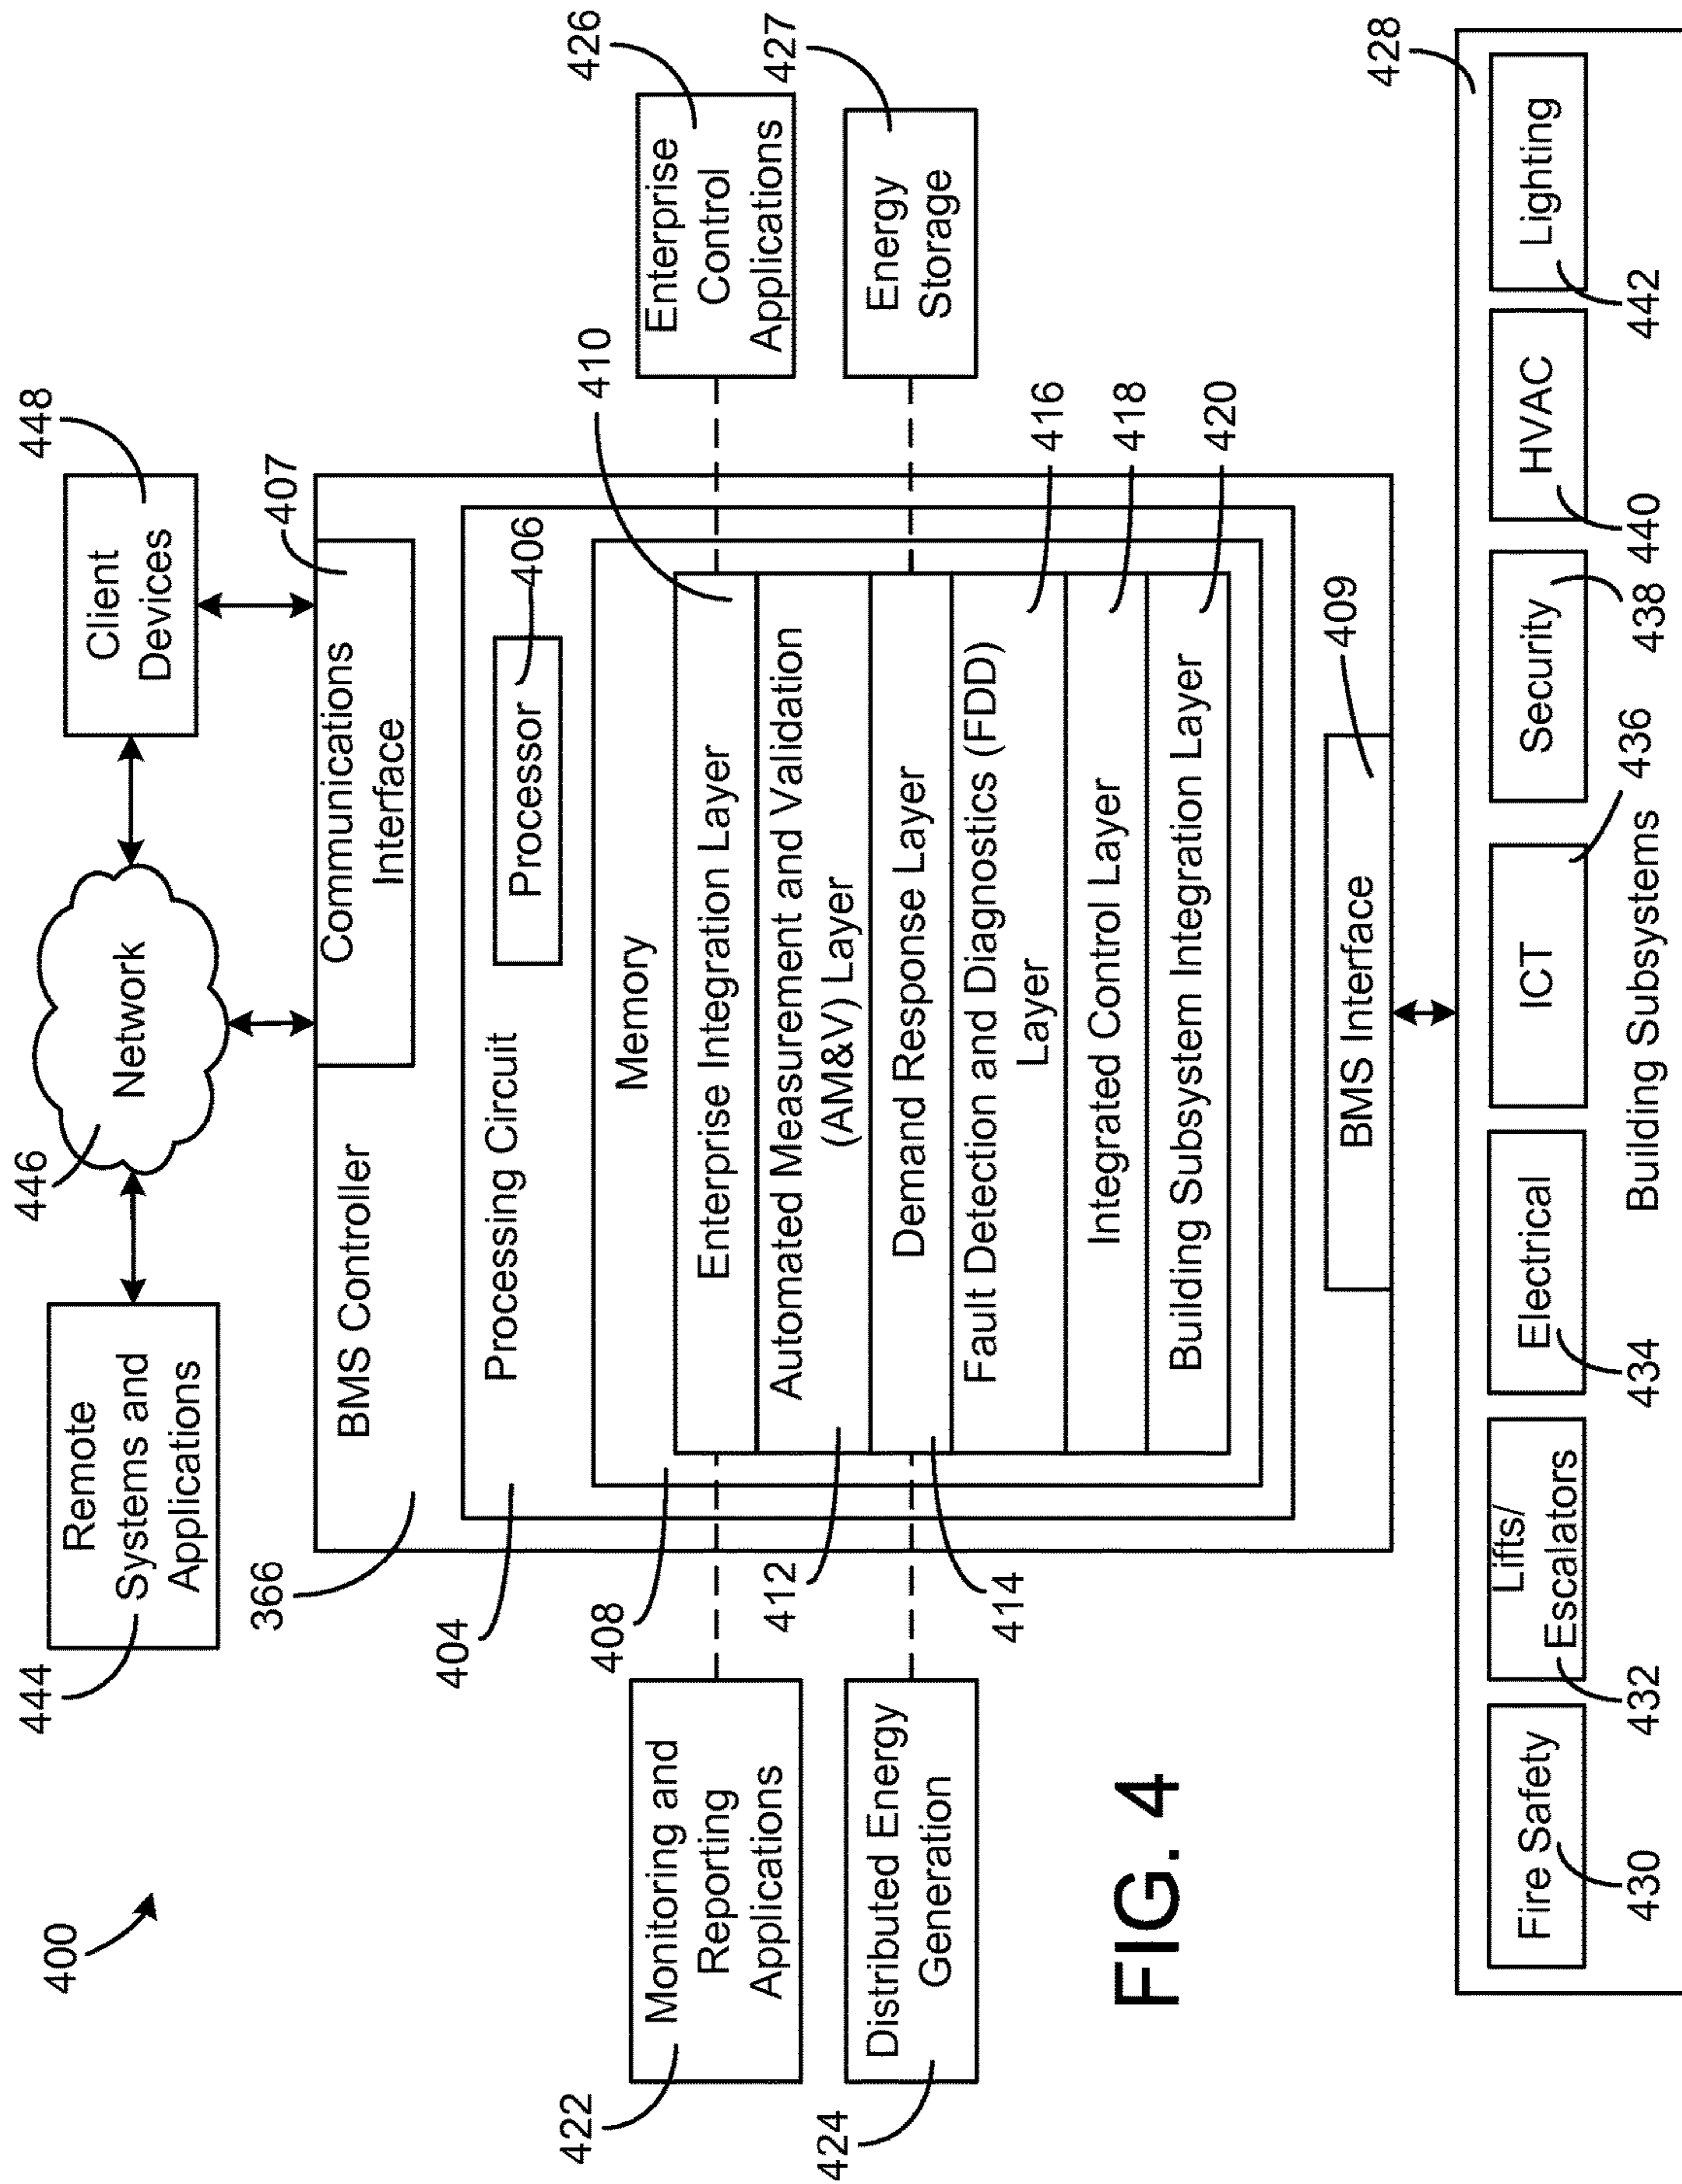 400
444
Remote
Systems and
Applications
446
Network
448
Client
Devices
366
BMS Controller
407
Communications
Interface
404
Processing Circuit
Processor
406
408
Memory
410
Enterprise Integration Layer
412
Automated Measurement and Validation
(AM&V) Layer
414
Demand Response Layer
Fault Detection and Diagnostics (FDD)
Layer
416
Integrated Control Layer
418
Building Subsystem Integration Layer
420
BMS Interface
409
422
Monitoring and
Reporting
Applications
424
Distributed Energy
Generation
426
Enterprise
Control
Applications
427
Energy
Storage
FIG. 4
428
Fire Safety
430
Lifts/
Escalators
432
Electrical
434
ICT
436
Security
438
HVAC
440
Lighting
442
Building Subsystems